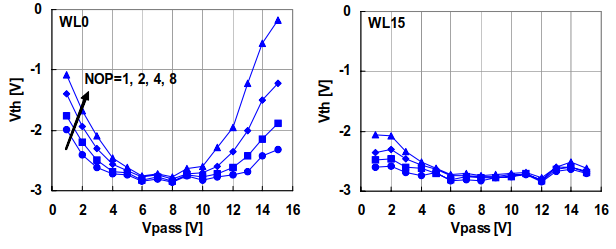 WL0
NOP=1, 2, 4, 8
Vth [V]
0
-1
-2
-3
0 2 4 6 8 10 12 14 16
Vpass [V]
WL15
Vth [V]
0
-1
-2
-3
0 2 4 6 8 10 12 14 16
Vpass [V]